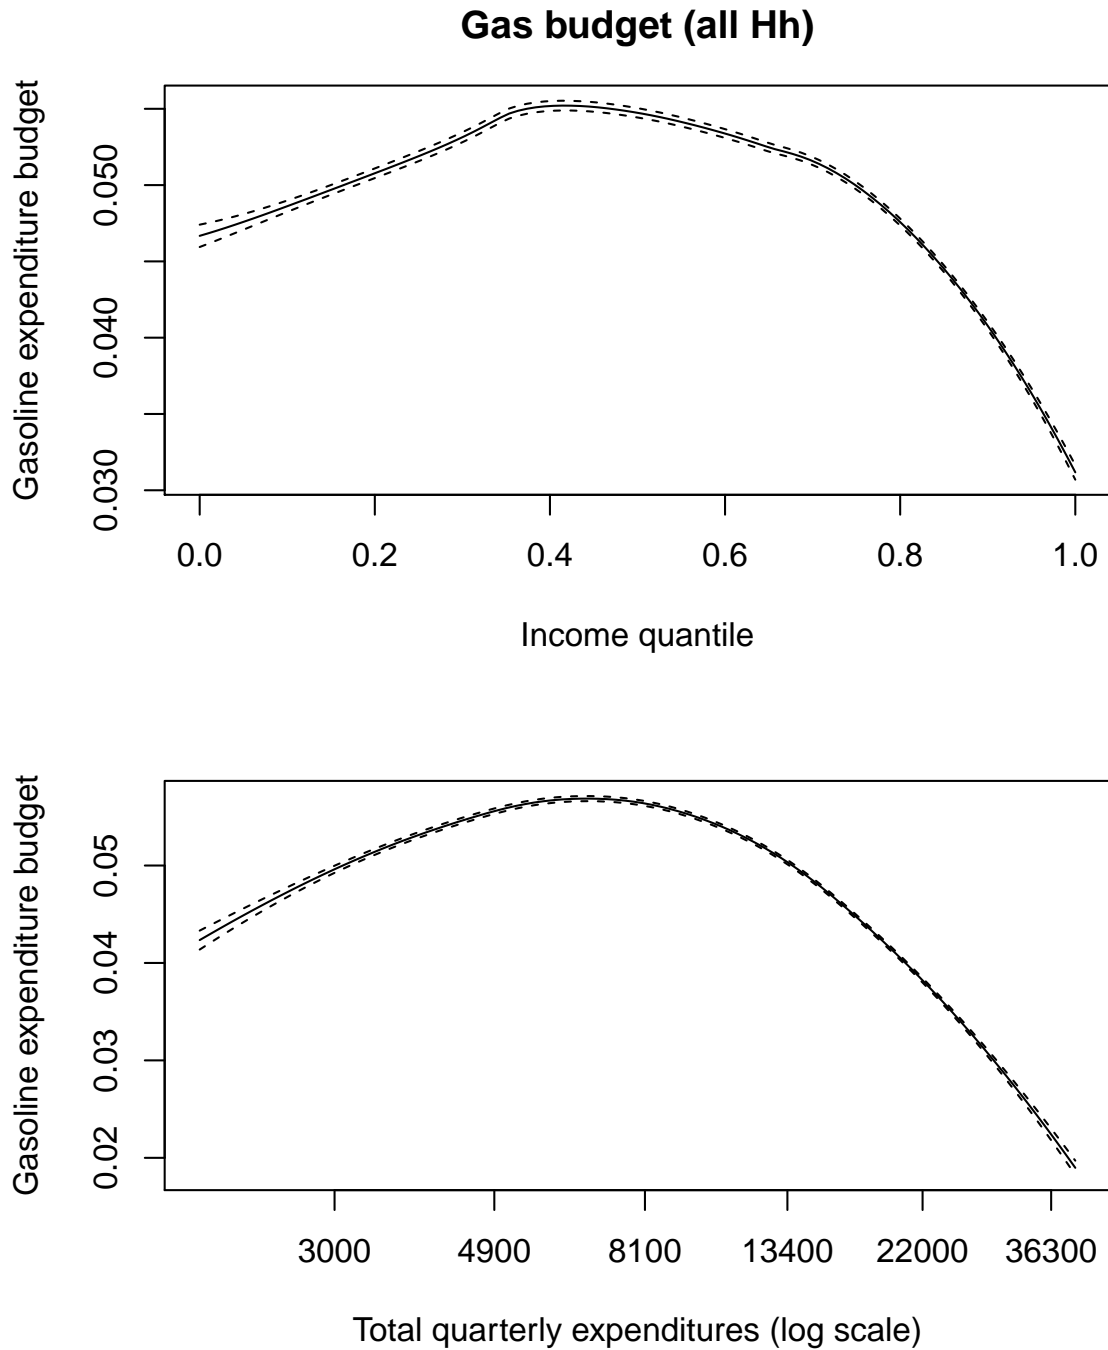 Gas budget (all Hh)
Gasoline expenditure budget
0.050
0.040
0.030
0.0 0.2 0.4 0.6 0.8 1.0
Income quantile
Gasoline expenditure budget
0.05
0.04
0.03
0.02
3000 4900 8100 13400 22000 36300
Total quarterly expenditures (log scale)